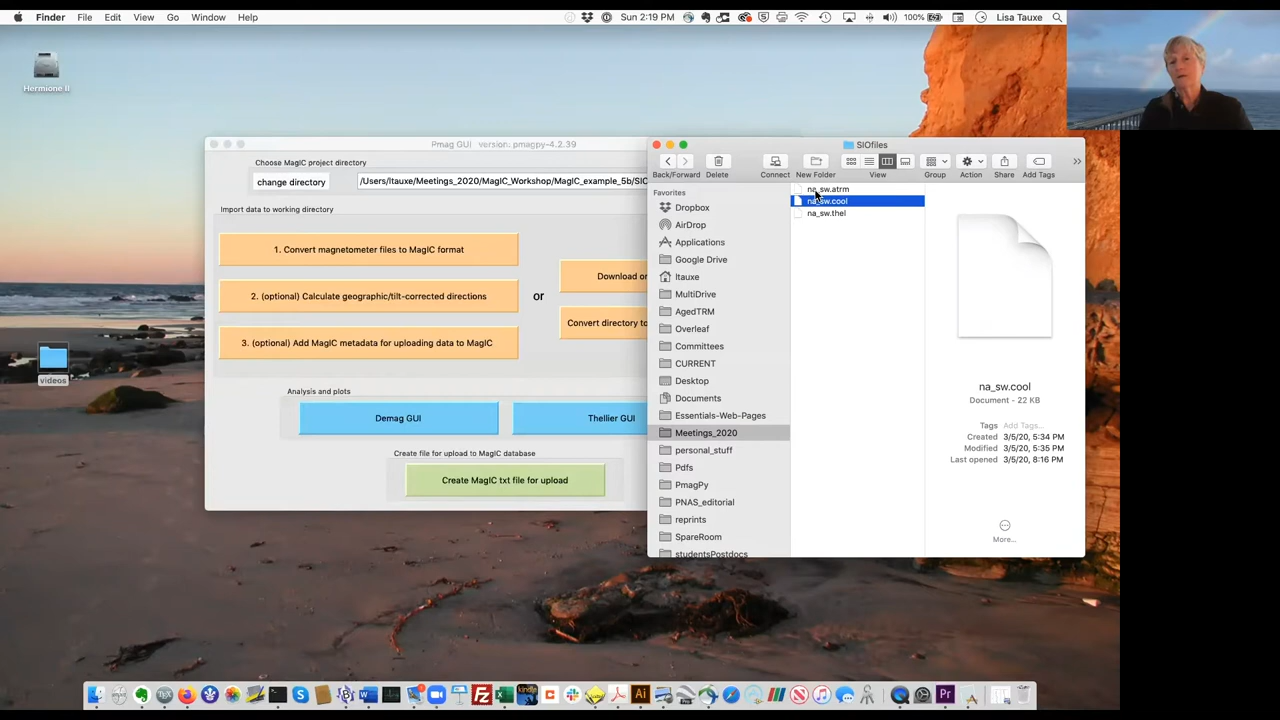 Finder File Edit View Go Window Help
Sun 2:19 PM
100%
Lisa Tauxe
Hermione II
videos
Pmag GUI version: pmagpy-4.2.39
Choose MagIC project directory
change directory
/Users/ltauxe/Meetings_2020/MagIC_Workshop/MagIC_example_5b/SIO
Import data to working directory
1. Convert magnetometer files to MagIC format
2. (optional) Calculate geographic/tilt-corrected directions
3. (optional) Add MagIC metadata for uploading data to MagIC
or
Download or
Convert directory to
Analysis and plots
Demag GUI
Thellier GUI
Create file for upload to MagIC database
Create MagIC txt file for upload
SIOfiles
Back/Forward Delete Connect New Folder View Group Action Share Add Tags
Favorites
Dropbox
AirDrop
Applications
Google Drive
ltauxe
MultiDrive
AgedTRM
Overleaf
Committees
CURRENT
Desktop
Documents
Essentials-Web-Pages
Meetings_2020
personal_stuff
Pdfs
PmagPy
PNAS_editorial
reprints
SpareRoom
studentsPostdocs
na_sw.atrm
na_sw.cool
na_sw.thel
na_sw.cool
Document - 22 KB
Tags Add Tags...
Created 3/5/20, 5:34 PM
Modified 3/5/20, 5:35 PM
Last opened 3/5/20, 8:16 PM
More...